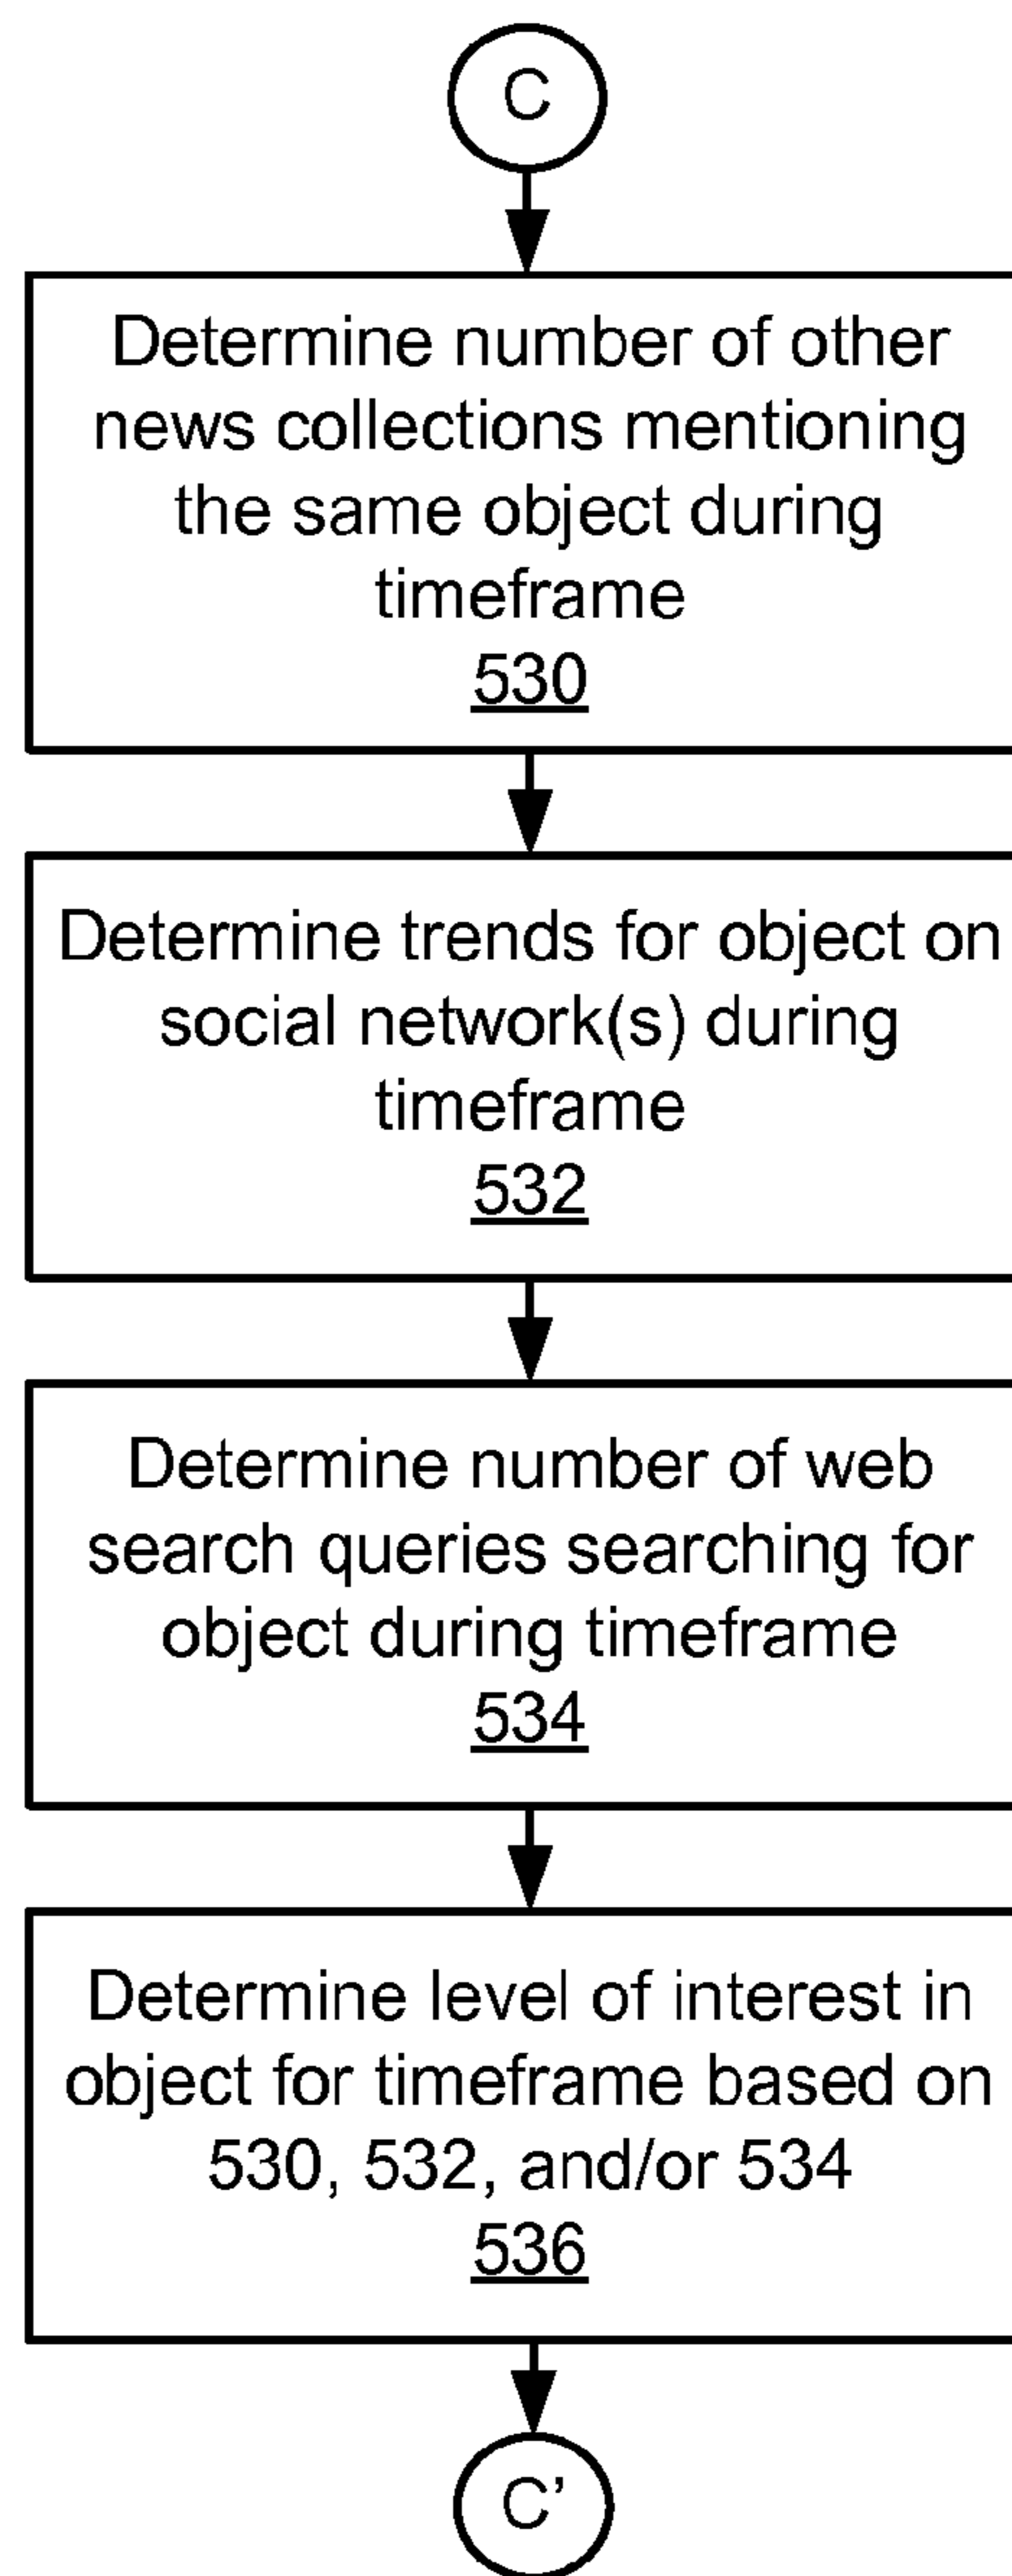 C
Determine number of other
news collections mentioning
the same object during
timeframe
530
Determine trends for object on
social network(s) during
timeframe
532
Determine number of web
search queries searching for
object during timeframe
534
Determine level of interest in
object for timeframe based on
530, 532, and/or 534
536
C’